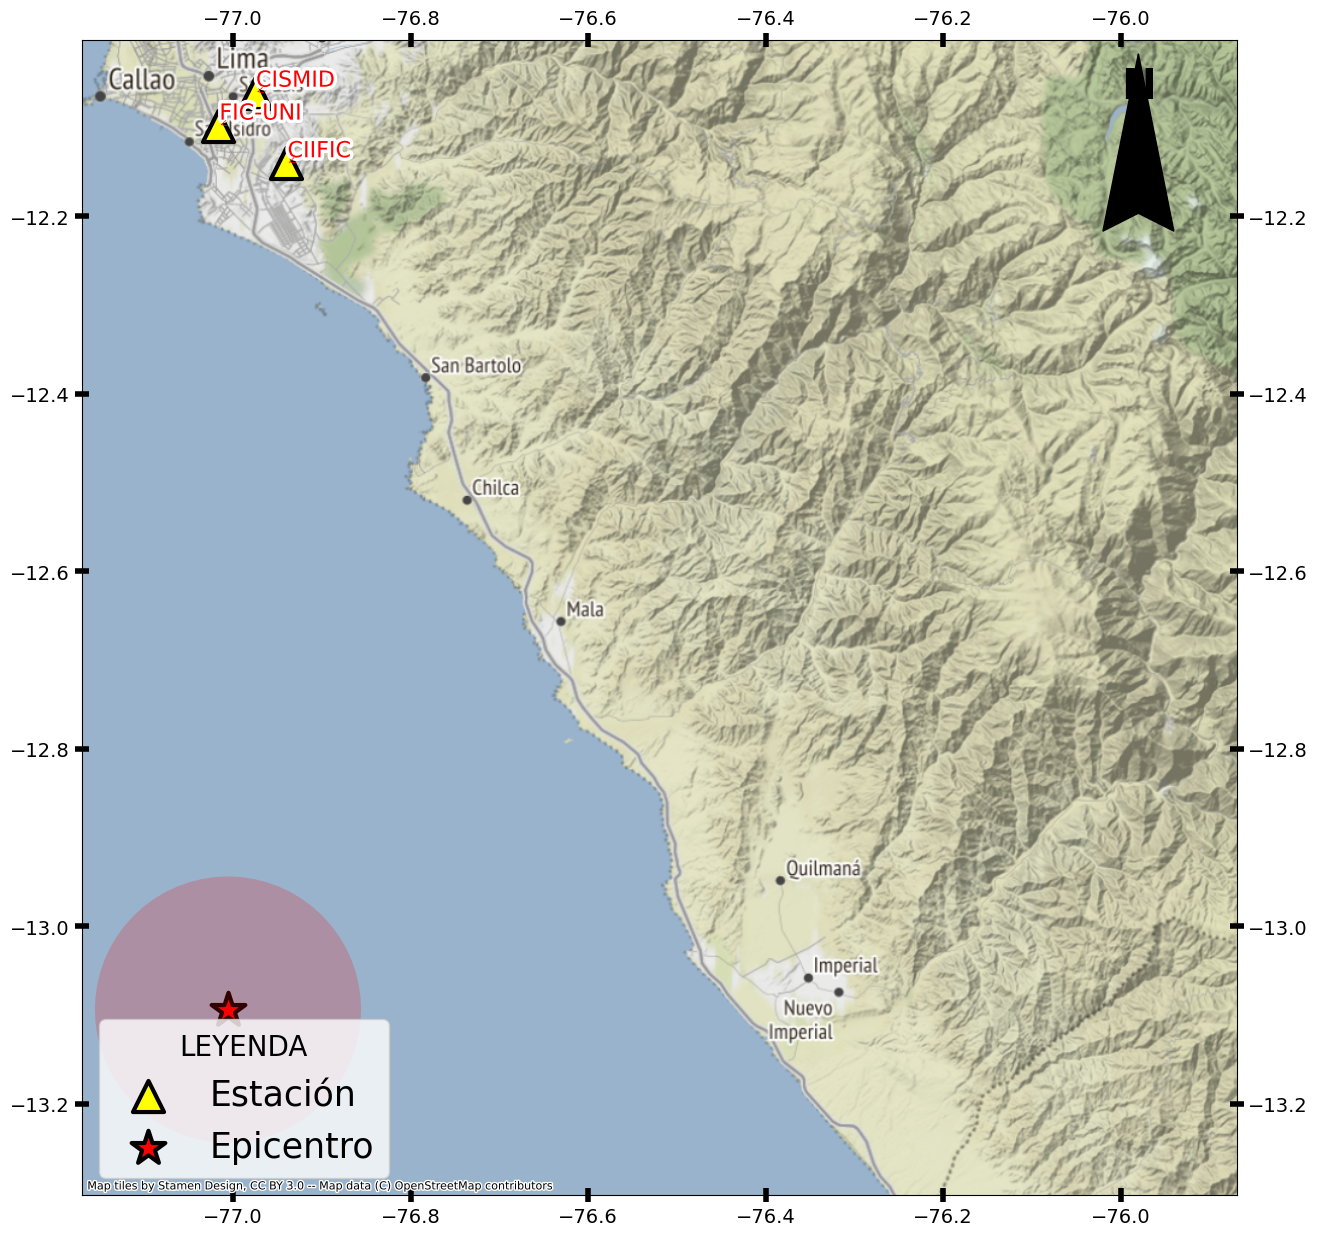 −77.0 −76.8 −76.6 −76.4 −76.2 −76.0
Lima
Callao
CISMID
FIC-UNI
San Isidro
CIIFIC
−12.2 −12.2
San Bartolo
−12.4 −12.4
Chilca
−12.6 −12.6
Mala
−12.8 −12.8
Quilmaná
−13.0 −13.0
Imperial
Nuevo
Imperial
LEYENDA
Estación
−13.2 −13.2
Epicentro
Map tiles by Stamen Design, CC BY 3.0 -- Map data (C) OpenStreetMap contributors
−77.0 −76.8 −76.6 −76.4 −76.2 −76.0